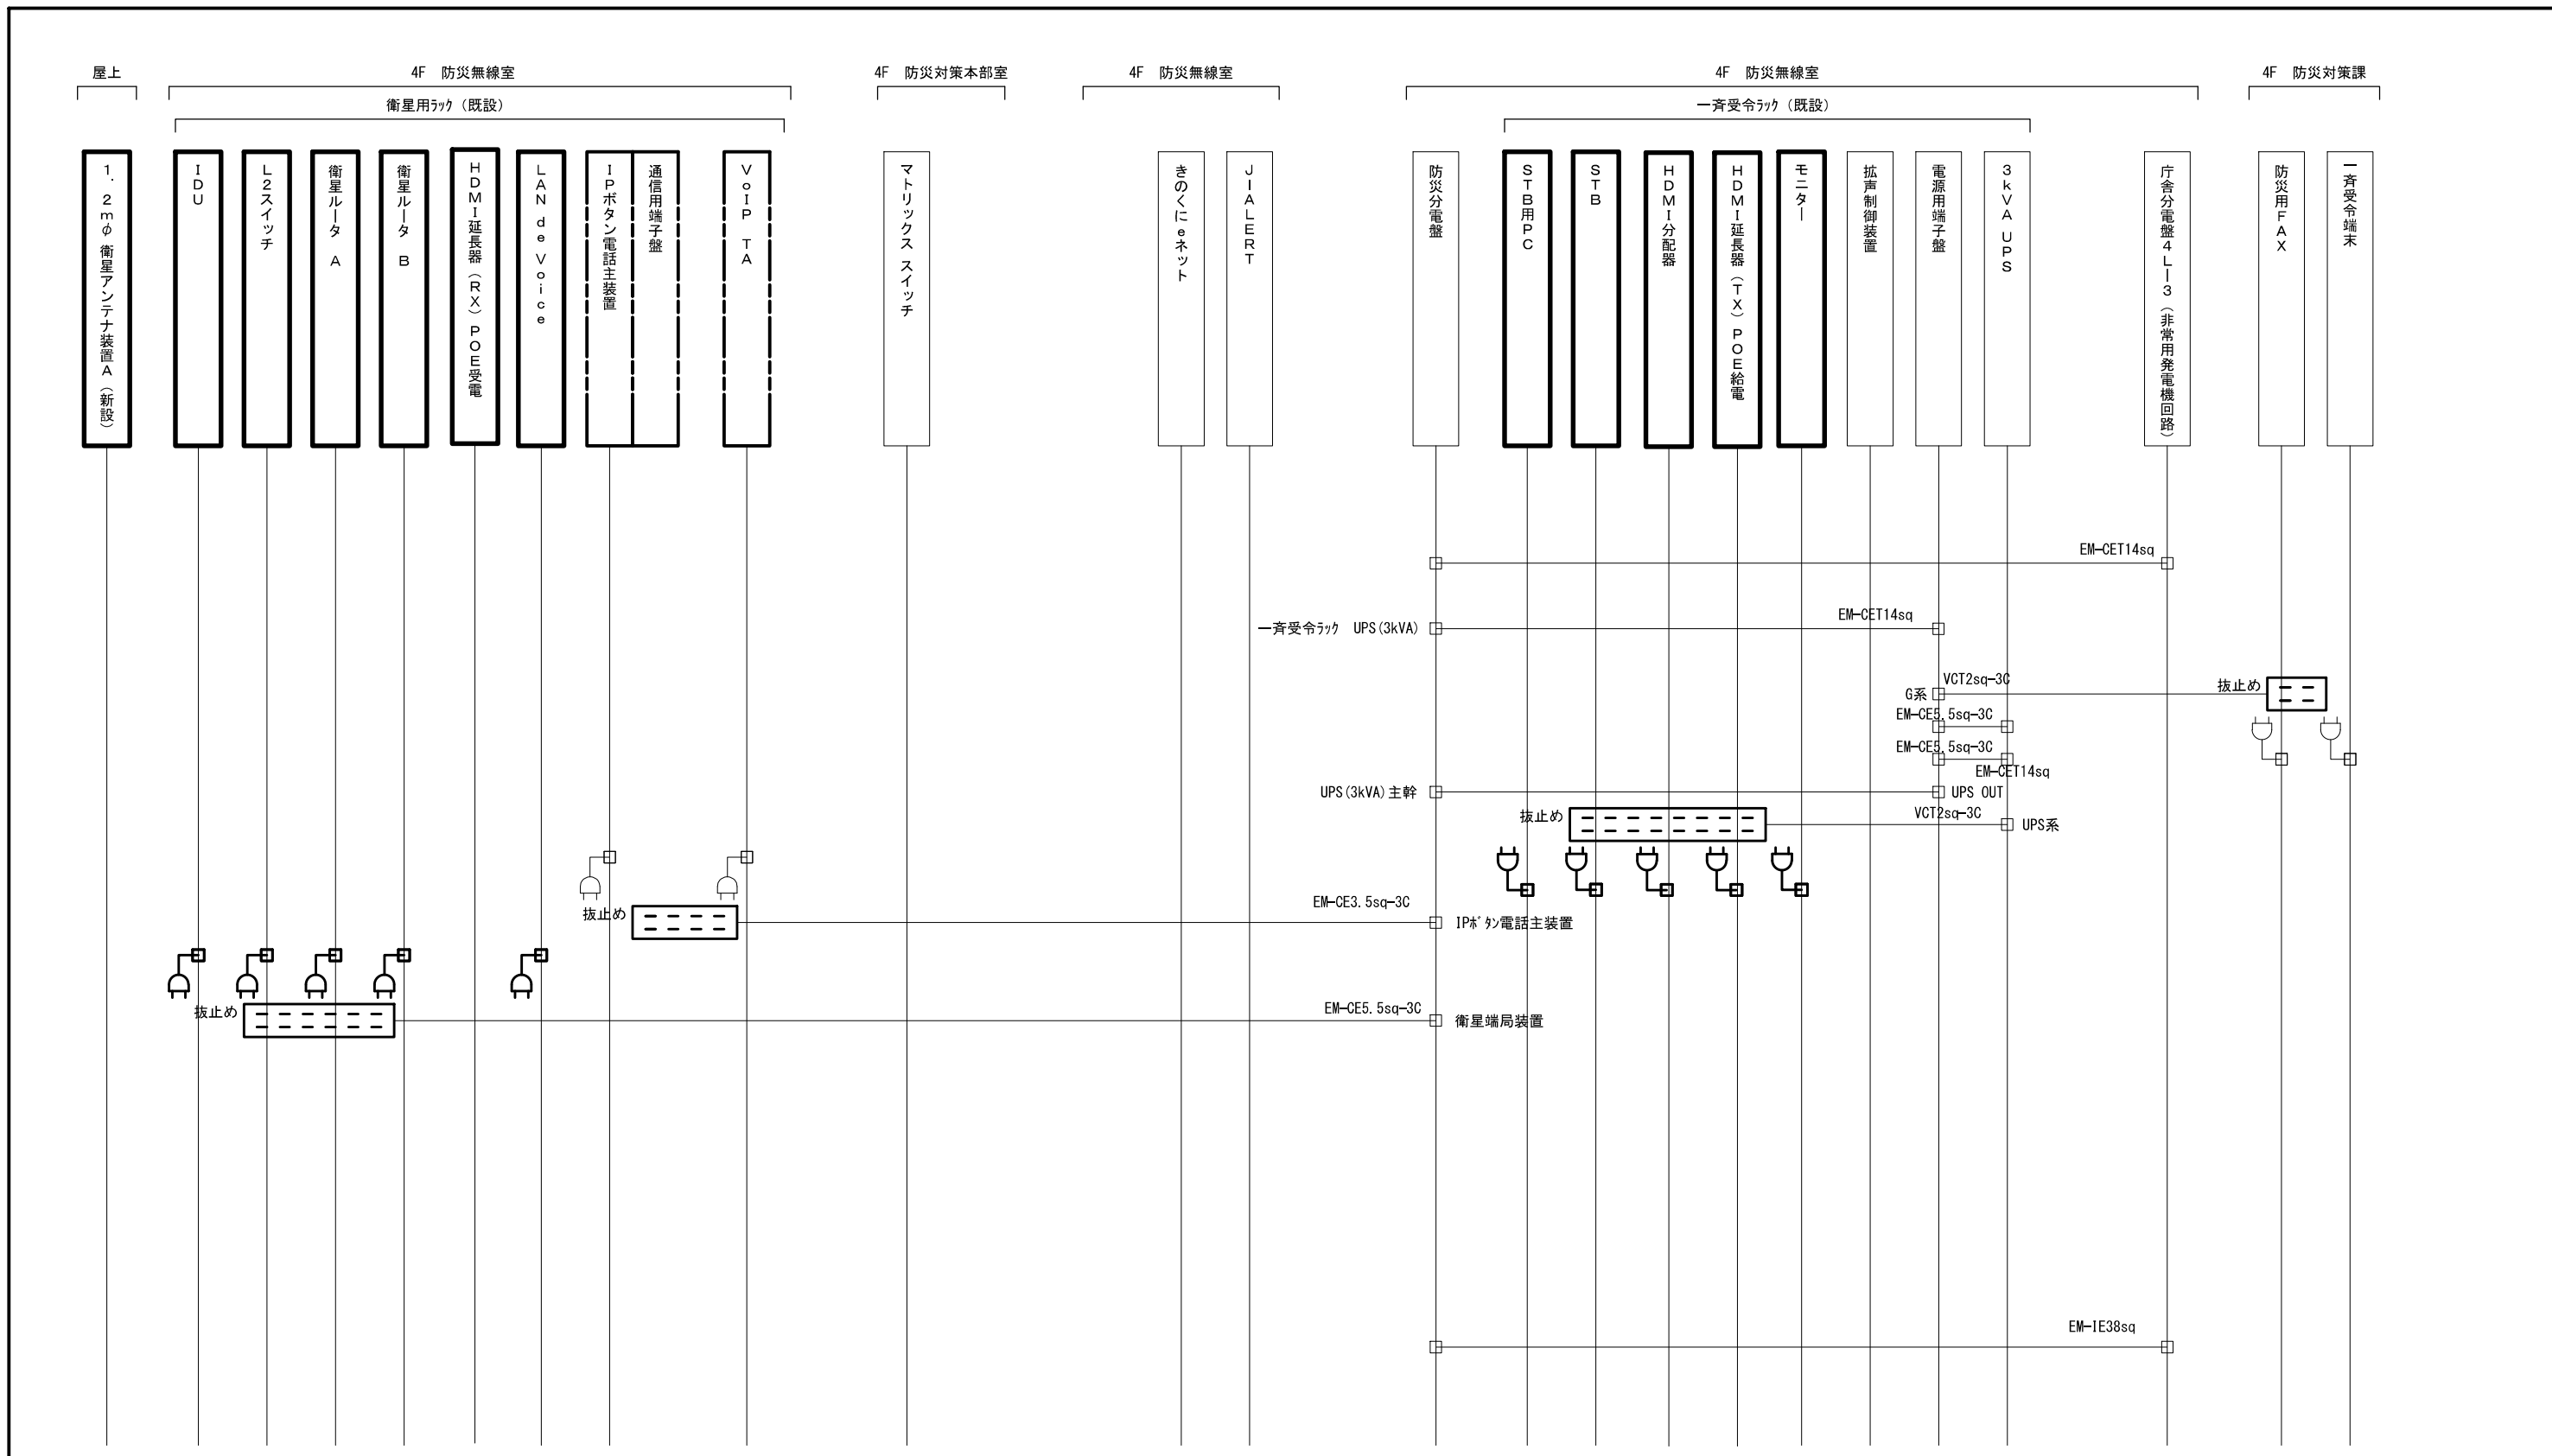 屋上
4F 防災無線室
4F 防災対策本部室
4F 防災無線室
4F 防災無線室
4F 防災対策課
衛星用ﾗｯｸ（既設）
一斉受令ﾗｯｸ（既設）
1．2mφ 衛星アンテナ装置A（新設）
IDU
L2スイッチ
衛星ルータ A
衛星ルータ B
HDMI延長器（RX）POE受電
LAN de Voice
IPボタン電話主装置
通信用端子盤
VoIP TA
マトリックス スイッチ
きのくにeネット
J－ALERT
防災分電盤
STB用PC
STB
HDMI分配器
HDMI延長器（TX）POE給電
モニター
拡声制御装置
電源用端子盤
3kVA UPS
庁舎分電盤4L－3（非常用発電機回路）
防災用FAX
一斉受令端末
EM-CET14sq
EM-CET14sq
一斉受令ﾗｯｸ UPS(3kVA)
VCT2sq-3C
G系
抜止め
EM-CE5.5sq-3C
EM-CE5.5sq-3C
EM-CET14sq
UPS(3kVA)主幹
UPS OUT
VCT2sq-3C
抜止め
UPS系
EM-CE3.5sq-3C
抜止め
IPﾎﾞﾀﾝ電話主装置
EM-CE5.5sq-3C
抜止め
衛星端局装置
EM-IE38sq